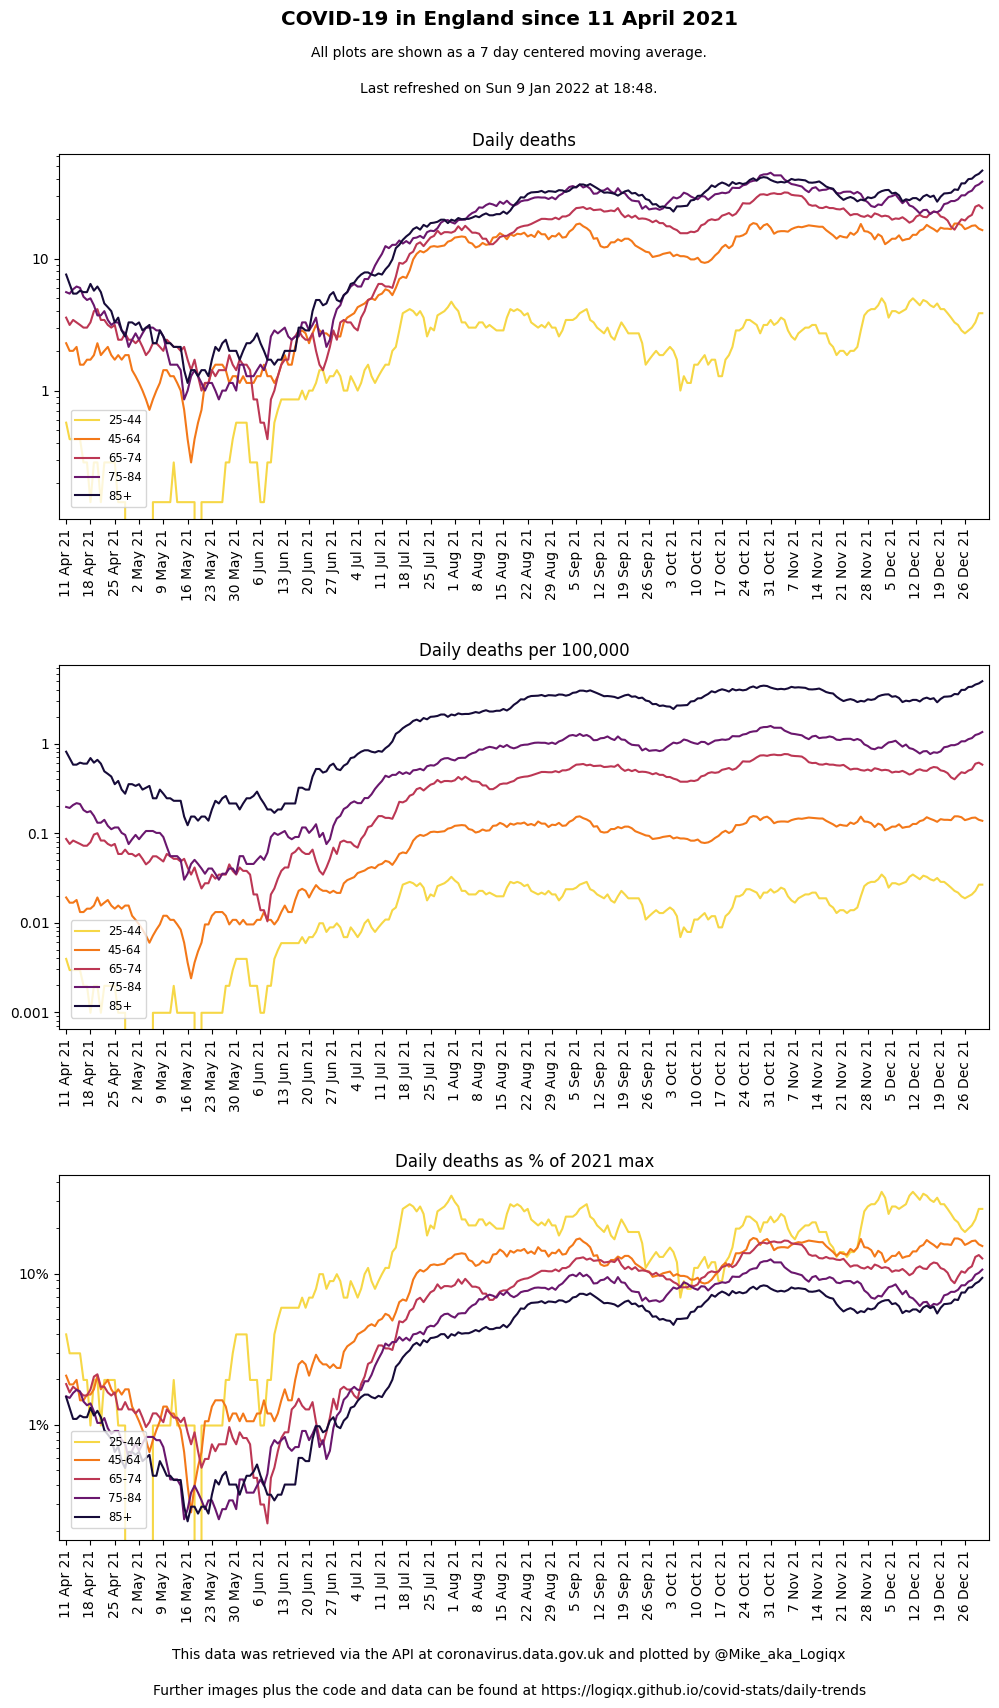 COVID-19 in England since 11 April 2021
All plots are shown as a 7 day centered moving average.
Last refreshed on Sun 9 Jan 2022 at 18:48.
Daily deaths
10
1
25-44
45-64
65-74
75-84
85+
11 Apr 21 18 Apr 21 25 Apr 21 2 May 21 9 May 21 16 May 21 23 May 21 30 May 21 6 Jun 21 13 Jun 21 20 Jun 21 27 Jun 21 4 Jul 21 11 Jul 21 18 Jul 21 25 Jul 21 1 Aug 21 8 Aug 21 15 Aug 21 22 Aug 21 29 Aug 21 5 Sep 21 12 Sep 21 19 Sep 21 26 Sep 21 3 Oct 21 10 Oct 21 17 Oct 21 24 Oct 21 31 Oct 21 7 Nov 21 14 Nov 21 21 Nov 21 28 Nov 21 5 Dec 21 12 Dec 21 19 Dec 21 26 Dec 21
Daily deaths per 100,000
1
0.1
0.01
0.001
25-44
45-64
65-74
75-84
85+
11 Apr 21 18 Apr 21 25 Apr 21 2 May 21 9 May 21 16 May 21 23 May 21 30 May 21 6 Jun 21 13 Jun 21 20 Jun 21 27 Jun 21 4 Jul 21 11 Jul 21 18 Jul 21 25 Jul 21 1 Aug 21 8 Aug 21 15 Aug 21 22 Aug 21 29 Aug 21 5 Sep 21 12 Sep 21 19 Sep 21 26 Sep 21 3 Oct 21 10 Oct 21 17 Oct 21 24 Oct 21 31 Oct 21 7 Nov 21 14 Nov 21 21 Nov 21 28 Nov 21 5 Dec 21 12 Dec 21 19 Dec 21 26 Dec 21
Daily deaths as % of 2021 max
10%
1%
25-44
45-64
65-74
75-84
85+
11 Apr 21 18 Apr 21 25 Apr 21 2 May 21 9 May 21 16 May 21 23 May 21 30 May 21 6 Jun 21 13 Jun 21 20 Jun 21 27 Jun 21 4 Jul 21 11 Jul 21 18 Jul 21 25 Jul 21 1 Aug 21 8 Aug 21 15 Aug 21 22 Aug 21 29 Aug 21 5 Sep 21 12 Sep 21 19 Sep 21 26 Sep 21 3 Oct 21 10 Oct 21 17 Oct 21 24 Oct 21 31 Oct 21 7 Nov 21 14 Nov 21 21 Nov 21 28 Nov 21 5 Dec 21 12 Dec 21 19 Dec 21 26 Dec 21
This data was retrieved via the API at coronavirus.data.gov.uk and plotted by @Mike_aka_Logiqx
Further images plus the code and data can be found at https://logiqx.github.io/covid-stats/daily-trends